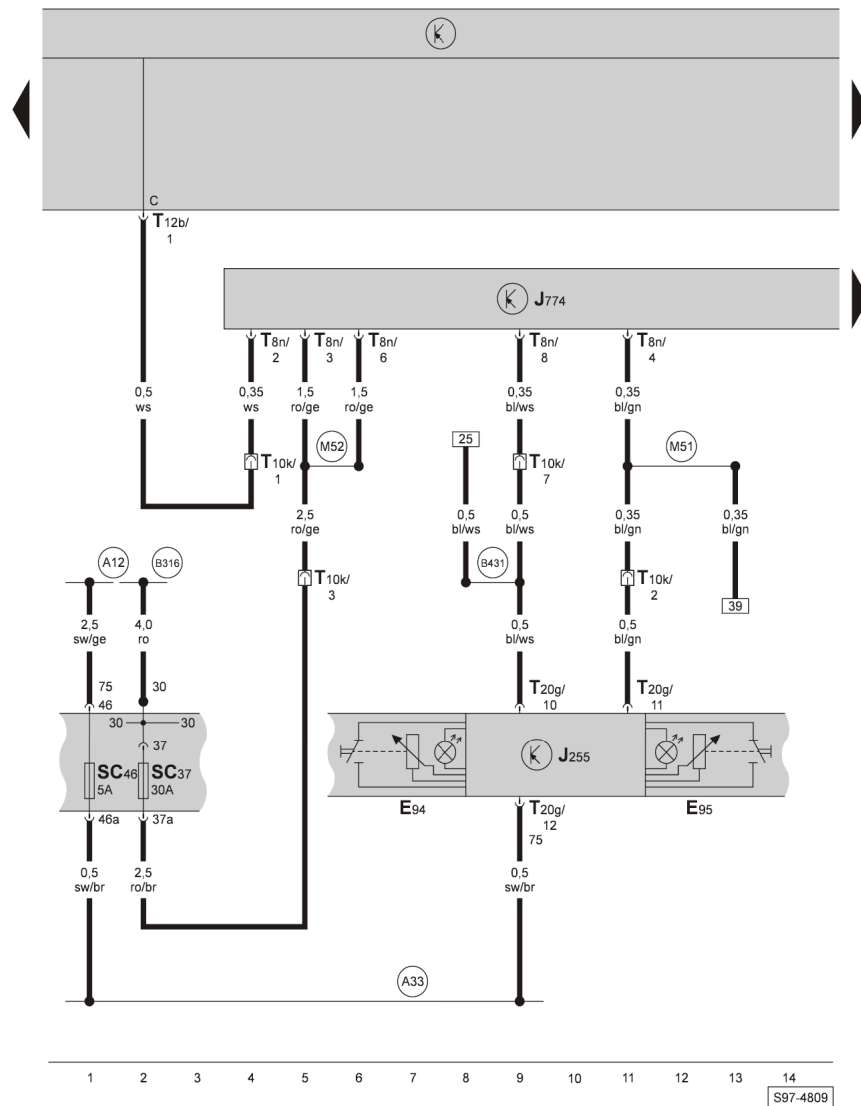 C
T12b/
1
J774
T8n/
2
T8n/
3
T8n/
6
T8n/
8
T8n/
4
0,5
ws
0,35
ws
1,5
ro/ge
1,5
ro/ge
0,35
bl/ws
0,35
bl/gn
M52
25
M51
T10k/
1
T10k/
7
2,5
ro/ge
0,5
bl/ws
0,5
bl/ws
0,35
bl/gn
0,35
bl/gn
A12
B316
T10k/
3
B431
T10k/
2
39
2,5
sw/ge
4,0
ro
0,5
bl/ws
0,5
bl/gn
75
46
30
T20g/
10
T20g/
11
30
30
37
SC46
5A
SC37
30A
J255
46a
37a
E94
T20g/
12
75
E95
0,5
sw/br
2,5
ro/br
0,5
sw/br
A33
1 2 3 4 5 6 7 8 9 10 11 12 13 14
S97-4809